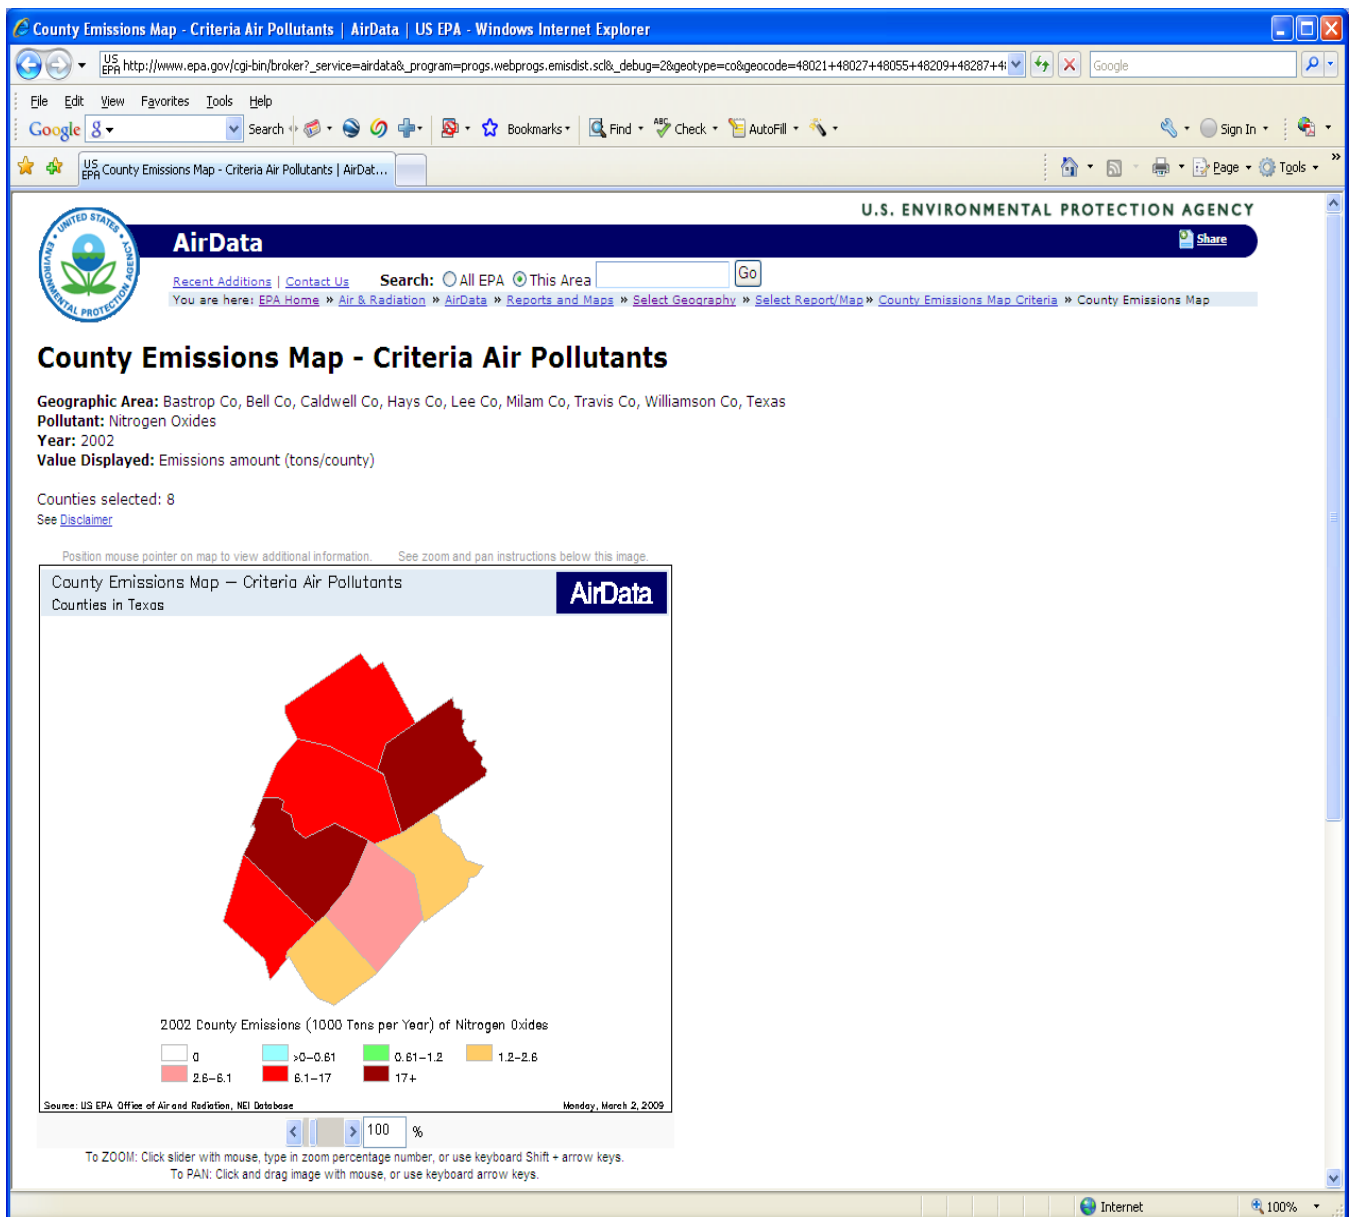 County Emissions Map - Criteria Air Pollutants | AirData | US EPA - Windows Internet Explorer
US EPA http://www.epa.gov/cgi-bin/broker?_service=airdata&_program=progs.webprogs.emisdist.scl&_debug=2&geotype=co&geocode=48021+48027+48055+48209+48287+4 Google
File Edit View Favorites Tools Help
Google Search Bookmarks Find ABC Check AutoFill Sign In
US EPA County Emissions Map - Criteria Air Pollutants | AirDat... Page Tools »
U.S. ENVIRONMENTAL PROTECTION AGENCY
UNITED STATES ENVIRONMENTAL PROTECTION AGENCY
AirData Share
Recent Additions | Contact Us Search: All EPA This Area Go
You are here: EPA Home » Air & Radiation » AirData » Reports and Maps » Select Geography » Select Report/Map » County Emissions Map Criteria » County Emissions Map
County Emissions Map - Criteria Air Pollutants
Geographic Area: Bastrop Co, Bell Co, Caldwell Co, Hays Co, Lee Co, Milam Co, Travis Co, Williamson Co, Texas
Pollutant: Nitrogen Oxides
Year: 2002
Value Displayed: Emissions amount (tons/county)
Counties selected: 8
See Disclaimer
Position mouse pointer on map to view additional information. See zoom and pan instructions below this image.
County Emissions Map – Criteria Air Pollutants
Counties in Texas
AirData
2002 County Emissions (1000 Tons per Year) of Nitrogen Oxides
0 >0-0.61 0.61-1.2 1.2-2.6
2.6-6.1 6.1-17 17+
Source: US EPA Office of Air and Radiation, NEI Database Monday, March 2, 2009
100 %
To ZOOM: Click slider with mouse, type in zoom percentage number, or use keyboard Shift + arrow keys.
To PAN: Click and drag image with mouse, or use keyboard arrow keys.
Internet 100%